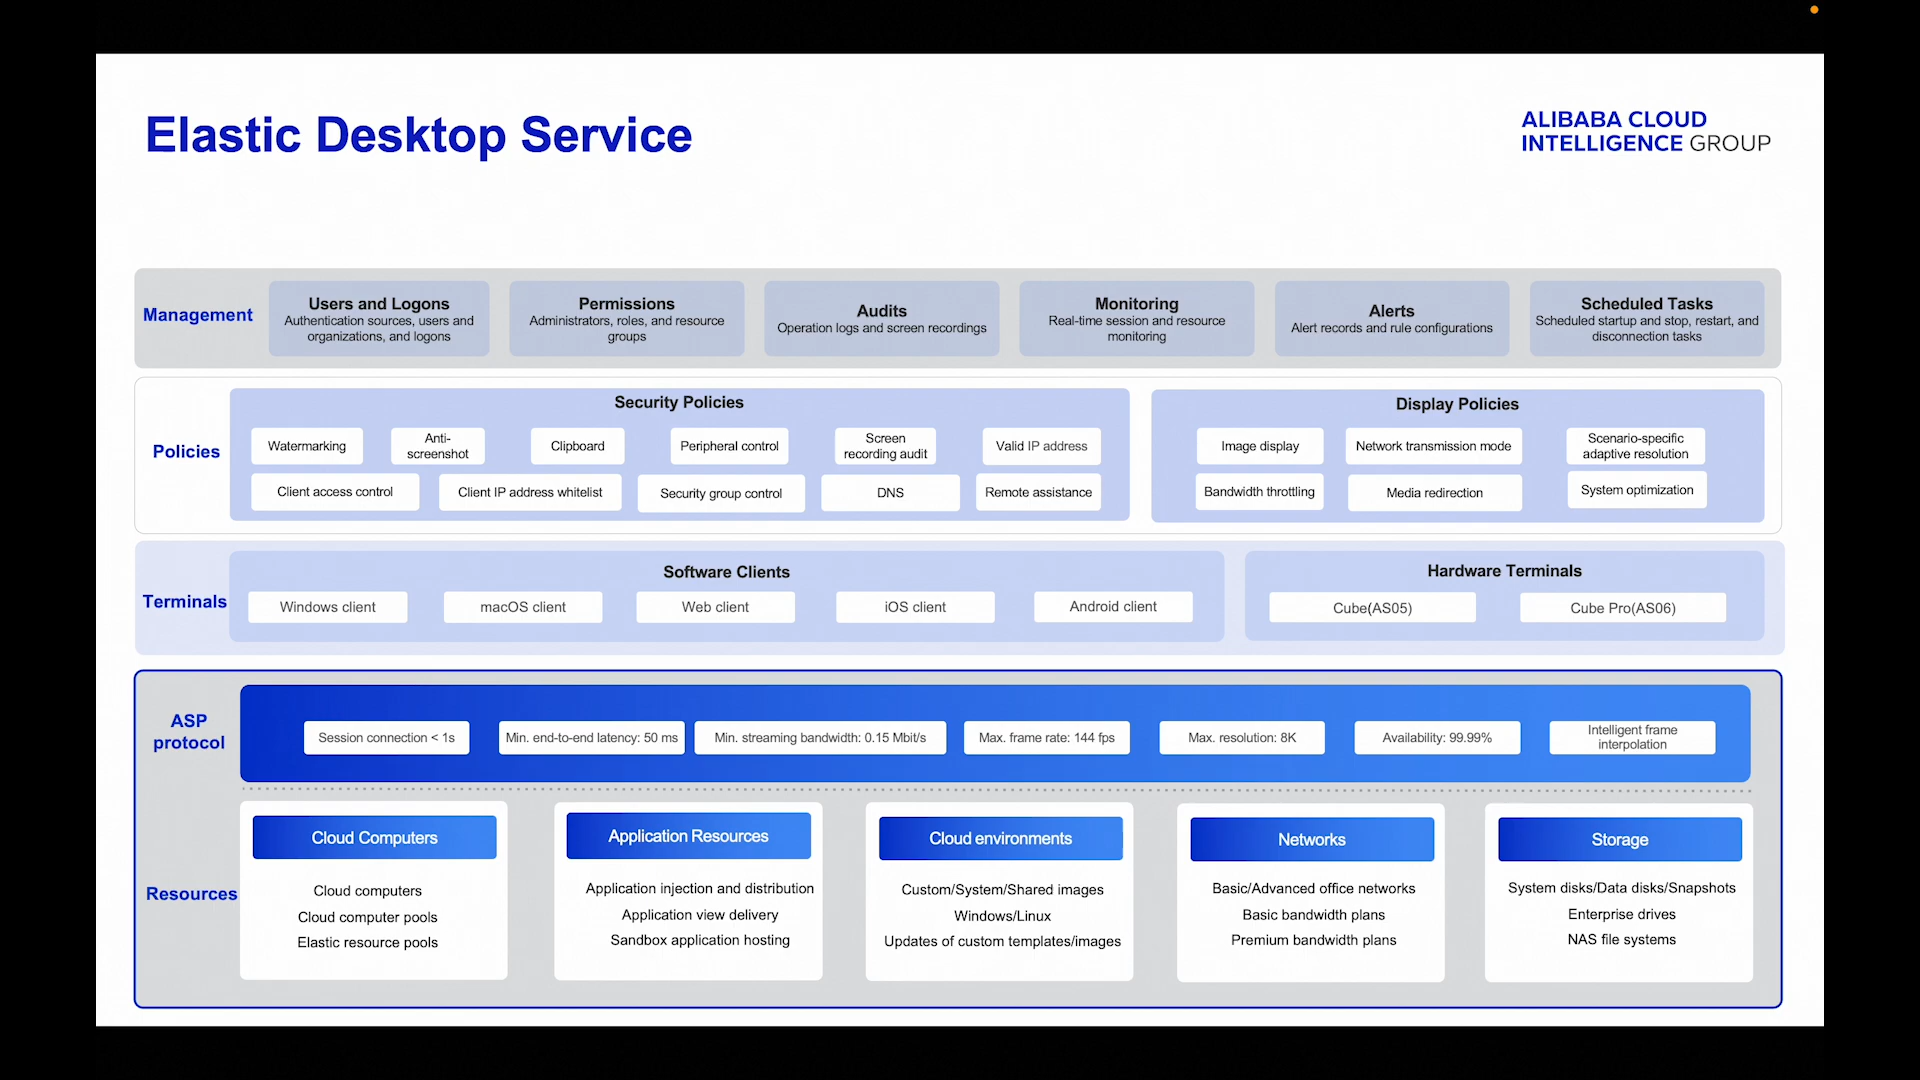 Elastic Desktop Service
ALIBABA CLOUD
INTELLIGENCE GROUP
Management
Users and Logons
Authentication sources, users and
organizations, and logons
Permissions
Administrators, roles, and resource
groups
Audits
Operation logs and screen recordings
Monitoring
Real-time session and resource
monitoring
Alerts
Alert records and rule configurations
Scheduled Tasks
Scheduled startup and stop, restart, and
disconnection tasks
Policies
Security Policies
Watermarking
Anti-
screenshot
Clipboard
Peripheral control
Screen
recording audit
Valid IP address
Client access control
Client IP address whitelist
Security group control
DNS
Remote assistance
Display Policies
Image display
Network transmission mode
Scenario-specific
adaptive resolution
Bandwidth throttling
Media redirection
System optimization
Terminals
Software Clients
Windows client
macOS client
Web client
iOS client
Android client
Hardware Terminals
Cube(AS05)
Cube Pro(AS06)
ASP
protocol
Session connection < 1s
Min. end-to-end latency: 50 ms
Min. streaming bandwidth: 0.15 Mbit/s
Max. frame rate: 144 fps
Max. resolution: 8K
Availability: 99.99%
Intelligent frame
interpolation
Resources
Cloud Computers
Cloud computers
Cloud computer pools
Elastic resource pools
Application Resources
Application injection and distribution
Application view delivery
Sandbox application hosting
Cloud environments
Custom/System/Shared images
Windows/Linux
Updates of custom templates/images
Networks
Basic/Advanced office networks
Basic bandwidth plans
Premium bandwidth plans
Storage
System disks/Data disks/Snapshots
Enterprise drives
NAS file systems